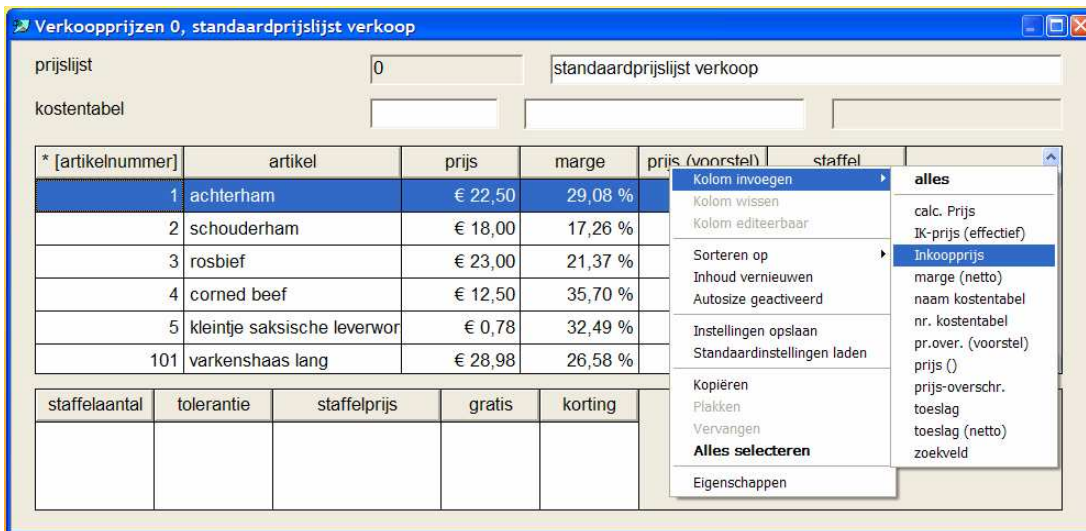 Verkoopprijzen 0, standaardprijslijst verkoop
prijslijst 0 standaardprijslijst verkoop
kostentabel
* [artikelnummer] artikel prijs marge prijs (voorstel) staffel
1 achterham € 22,50 29,08 %
2 schouderham € 18,00 17,26 %
3 rosbief € 23,00 21,37 %
4 corned beef € 12,50 35,70 %
5 kleintje saksische leverwor € 0,78 32,49 %
101 varkenshaas lang € 28,98 26,58 %
staffelaantal tolerantie staffelprijs gratis korting
Kolom invoegen
Kolom wissen
Kolom editeerbaar
Sorteren op
Inhoud vernieuwen
Autosize geactiveerd
Instellingen opslaan
Standaardinstellingen laden
Kopiëren
Plakken
Vervangen
Alles selecteren
Eigenschappen
alles
calc. Prijs
IK-prijs (effectief)
Inkoopprijs
marge (netto)
naam kostentabel
nr. kostentabel
pr.over. (voorstel)
prijs ()
prijs-overschr.
toeslag
toeslag (netto)
zoekveld